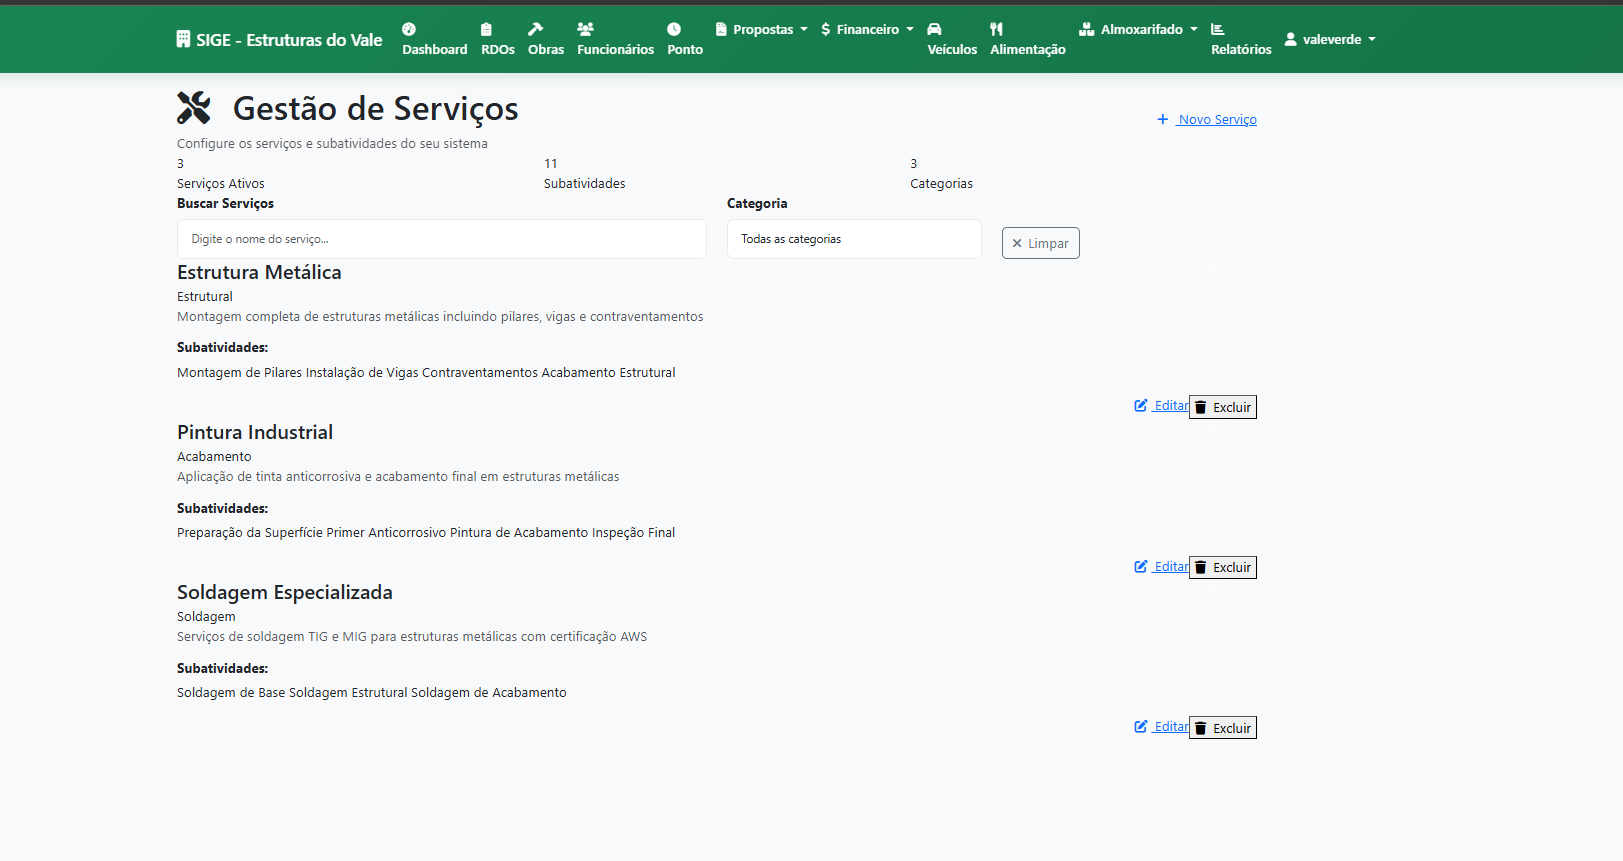 SIGE - Estruturas do Vale
Dashboard
RDOs
Obras
Funcionários
Ponto
Propostas
Financeiro
Veículos
Alimentação
Almoxarifado
Relatórios
valeverde
Gestão de Serviços
Novo Serviço
Configure os serviços e subatividades do seu sistema
3
Serviços Ativos
11
Subatividades
3
Categorias
Buscar Serviços
Digite o nome do serviço...
Categoria
Todas as categorias
Limpar
Estrutura Metálica
Estrutural
Montagem completa de estruturas metálicas incluindo pilares, vigas e contraventamentos
Subatividades:
Montagem de Pilares Instalação de Vigas Contraventamentos Acabamento Estrutural
Editar Excluir
Pintura Industrial
Acabamento
Aplicação de tinta anticorrosiva e acabamento final em estruturas metálicas
Subatividades:
Preparação da Superfície Primer Anticorrosivo Pintura de Acabamento Inspeção Final
Editar Excluir
Soldagem Especializada
Soldagem
Serviços de soldagem TIG e MIG para estruturas metálicas com certificação AWS
Subatividades:
Soldagem de Base Soldagem Estrutural Soldagem de Acabamento
Editar Excluir